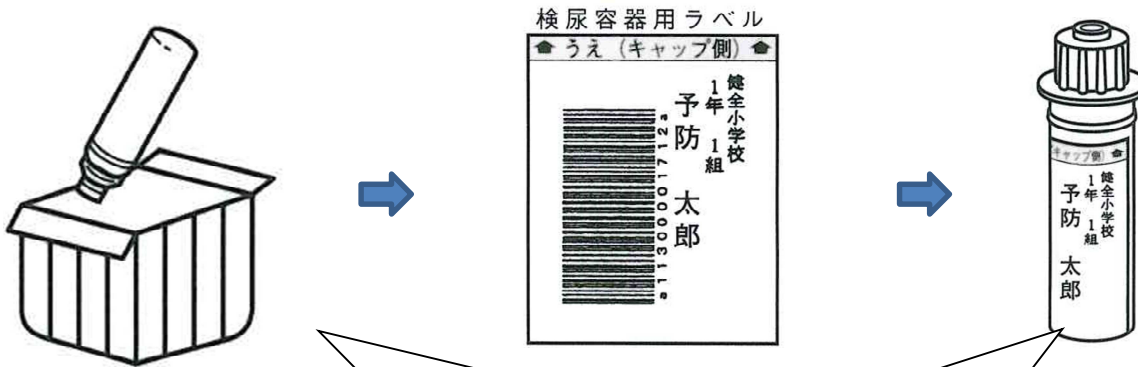 検尿容器用ラベル
うえ（キャップ側）
健全小学校
1年 1組
予防 太郎
a11300001712a
キャップ側）
健全小学校
1年 1組
予防 太郎